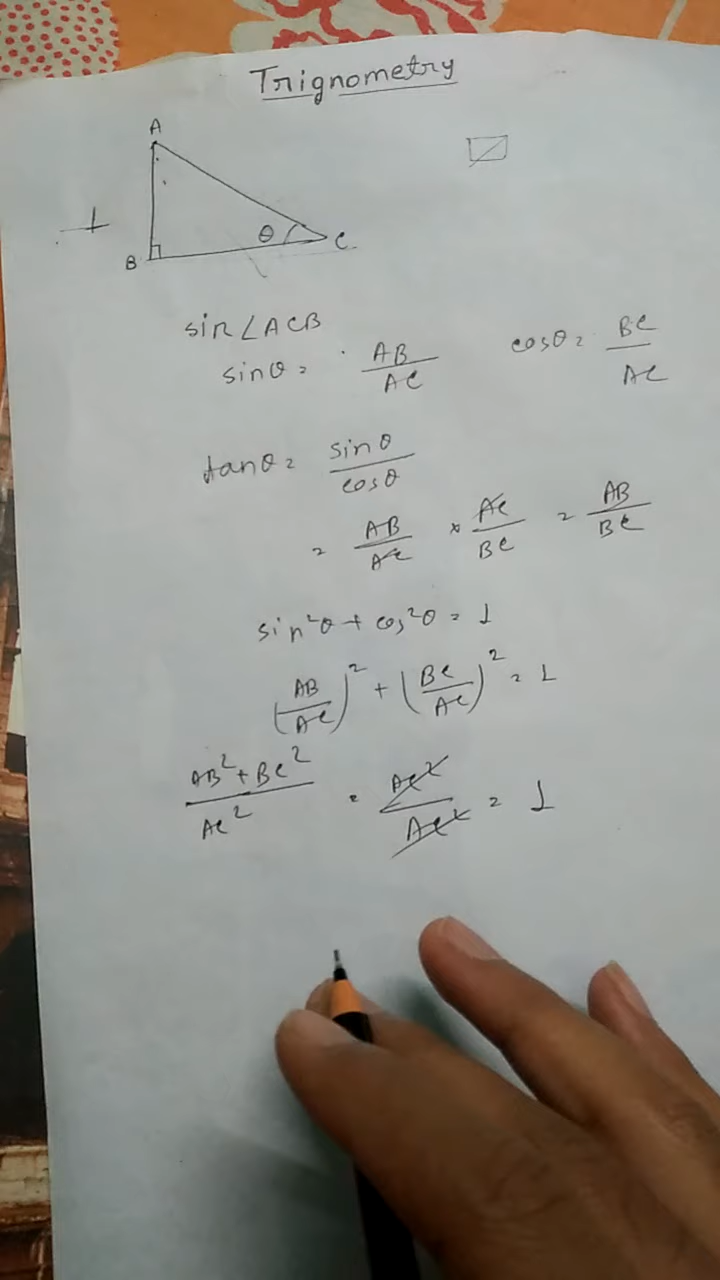 Trignometry
A
B
θ
C
sin∠ACB
sinθ = AB/AC cosθ = BC/AC
tanθ = sinθ/cosθ
= AB/AC × AC/BC = AB/BC
sin²θ + cos²θ = 1
(AB/AC)² + (BC/AC)² = 1
AB² + BC²/AC² = AC²/AC² = 1